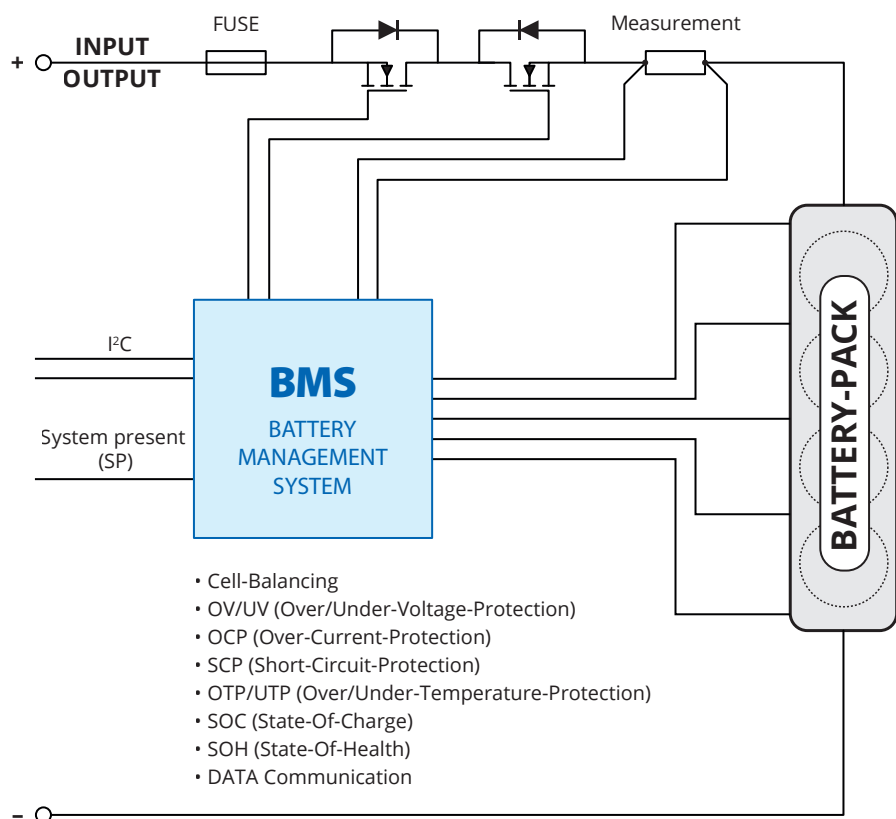 FUSE
Measurement
+
INPUT
OUTPUT
I²C
System present
(SP)
BMS
BATTERY
MANAGEMENT
SYSTEM
BATTERY-PACK
• Cell-Balancing
• OV/UV (Over/Under-Voltage-Protection)
• OCP (Over-Current-Protection)
• SCP (Short-Circuit-Protection)
• OTP/UTP (Over/Under-Temperature-Protection)
• SOC (State-Of-Charge)
• SOH (State-Of-Health)
• DATA Communication
–